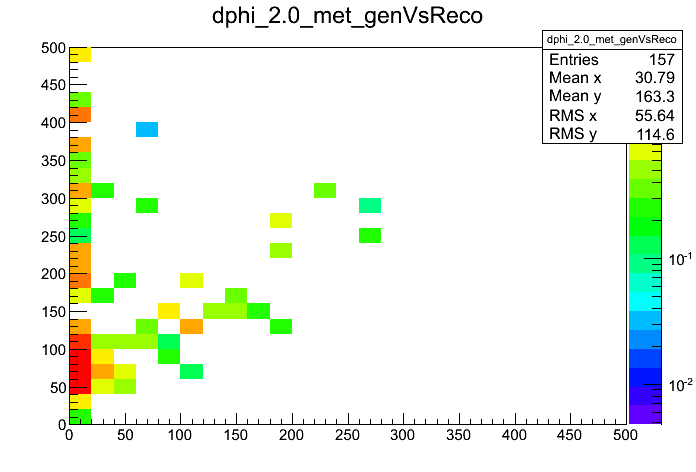 dphi_2.0_met_genVsReco
dphi_2.0_met_genVsReco
Entries 157
Mean x 30.79
Mean y 163.3
RMS x 55.64
RMS y 114.6
500
450
400
350
300
250
200
150
100
50
0
0 50 100 150 200 250 300 350 400 450 500
10-1
10-2